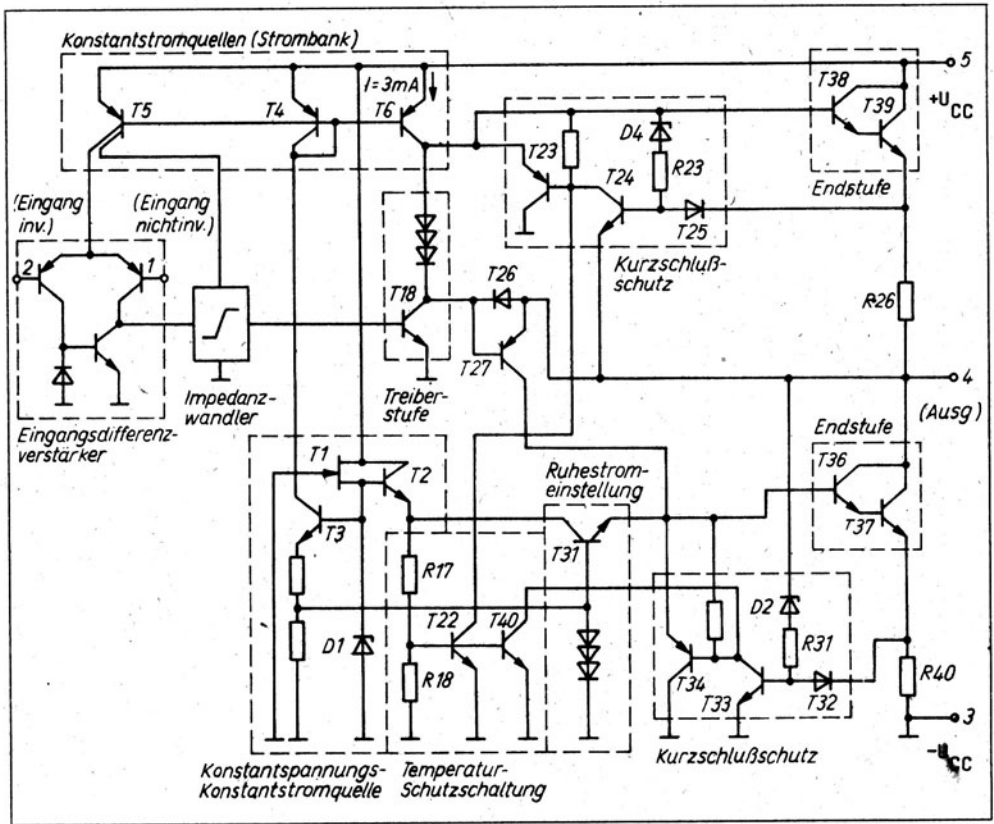 Konstantstromquellen (Strombank)
T5
T4
T6
I=3mA
T38
T39
5
+UCC
Endstufe
T23
D4
R23
T24
T25
Kurzschluß-
schutz
(Eingang
inv.)
(Eingang
nichtinv.)
2
1
Eingangsdifferenz-
verstärker
Impedanz-
wandler
T18
Treiber-
stufe
T26
T27
R26
4
(Ausg)
Endstufe
T36
T37
T1
T2
T3
D1
Konstantspannungs-
Konstantstromquelle
R17
R18
T22
T40
Temperatur-
Schutzschaltung
Ruhestrom-
einstellung
T31
D2
R31
T34
T33
T32
Kurzschlußschutz
R40
3
-UCC